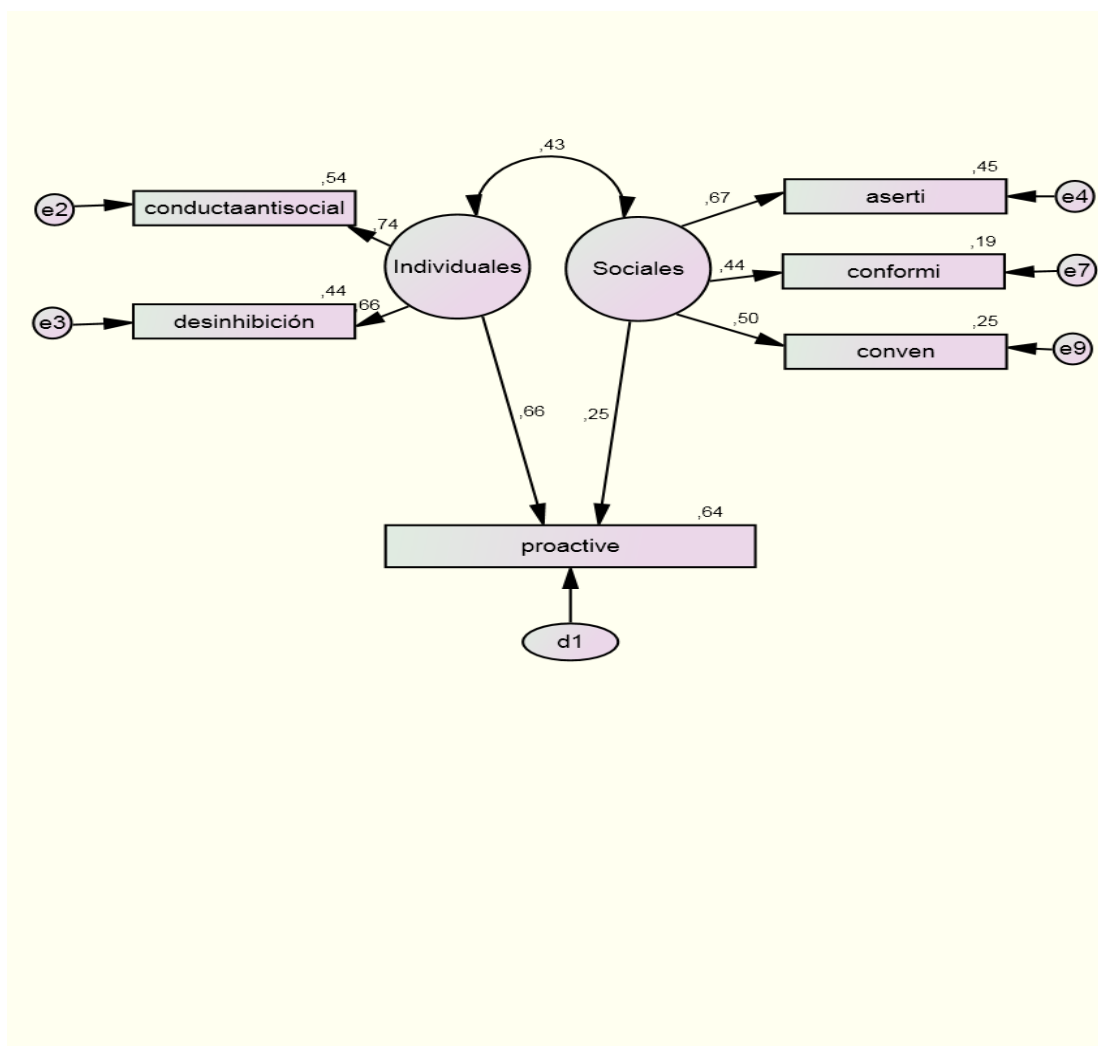 ,43
,54
,45
e2
conductaantisocial
,74
,67
aserti
e4
Individuales
Sociales
,19
,44
conformi
e7
,44
,66
e3
desinhibición
,50
,25
conven
e9
,66
,25
,64
proactive
d1